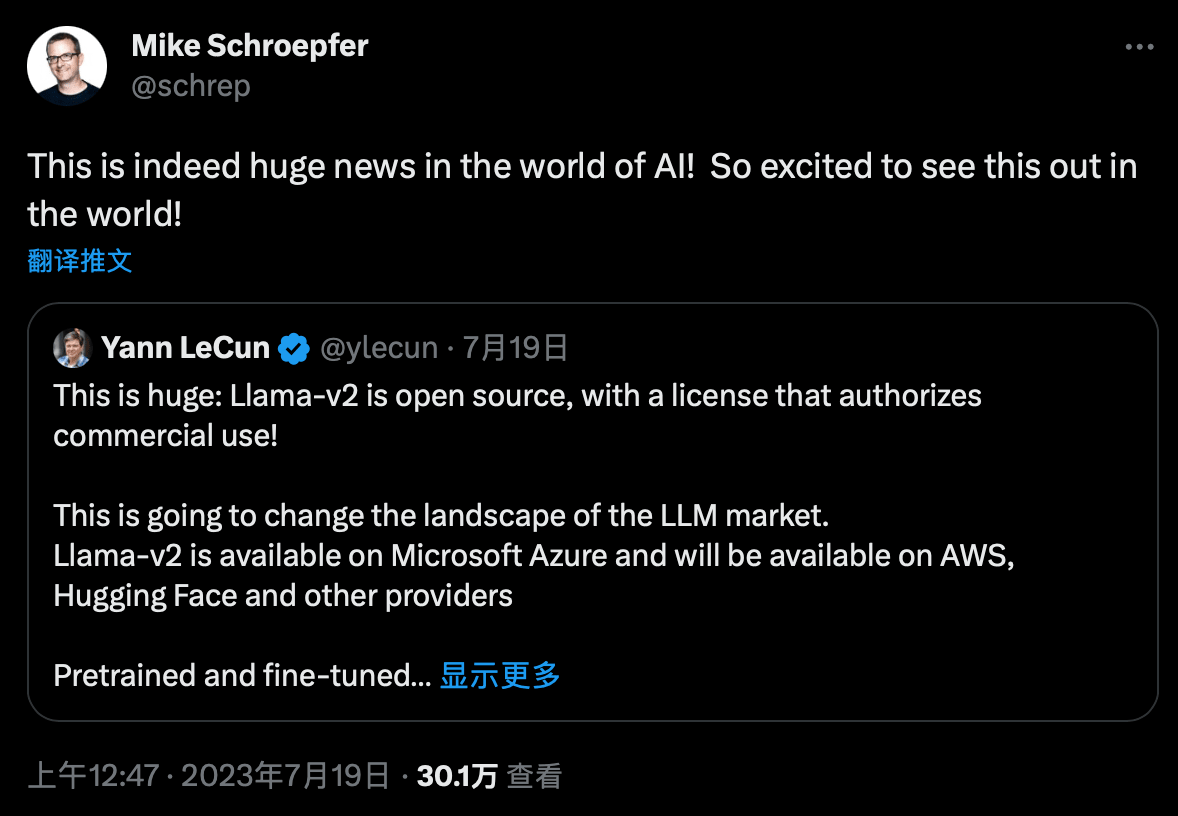 Mike Schroepfer
@schrep
This is indeed huge news in the world of AI!  So excited to see this out in
the world!
翻译推文
Yann LeCun @ylecun · 7月19日
This is huge: Llama-v2 is open source, with a license that authorizes
commercial use!
This is going to change the landscape of the LLM market.
Llama-v2 is available on Microsoft Azure and will be available on AWS,
Hugging Face and other providers
Pretrained and fine-tuned... 显示更多
上午12:47 · 2023年7月19日 · 30.1万 查看